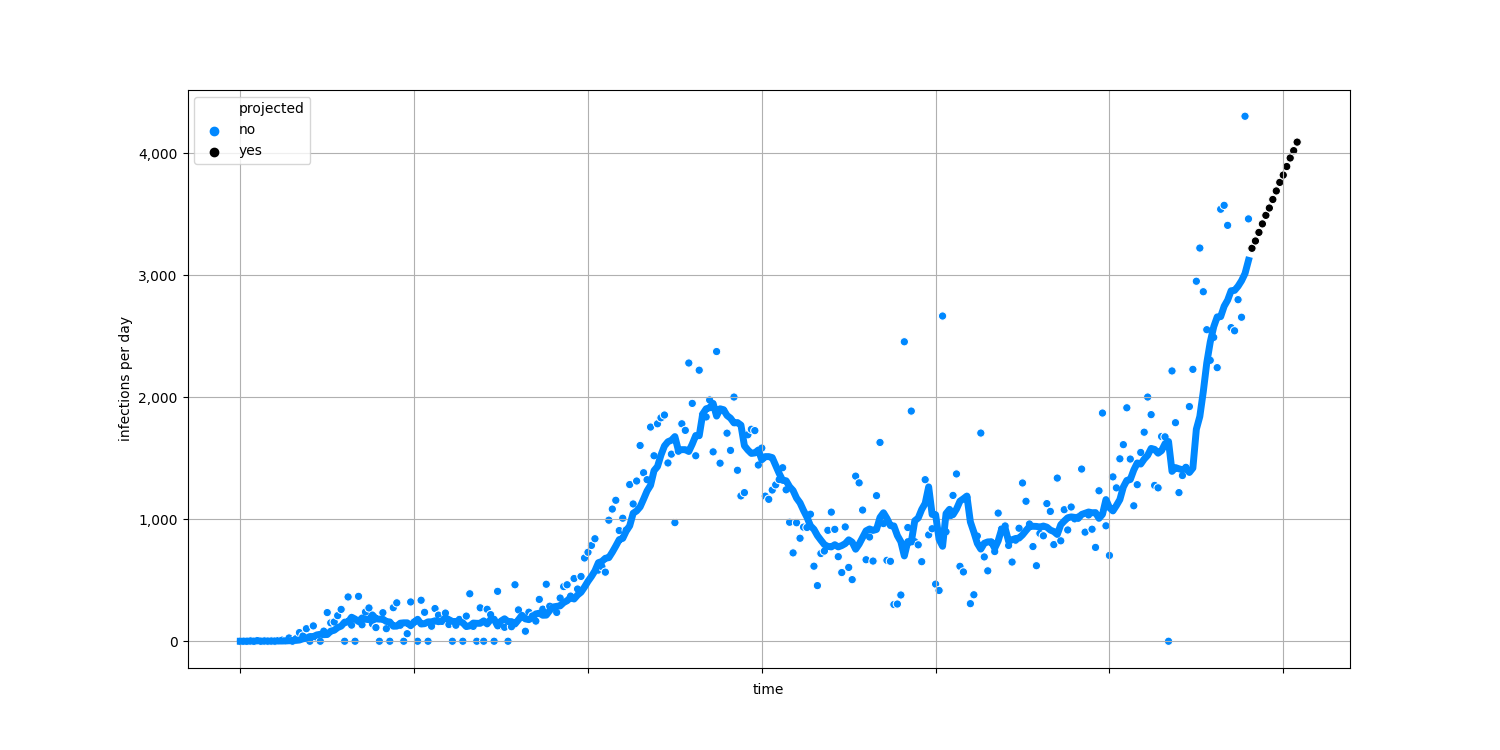 projected
no
yes
4,000
3,000
2,000
1,000
0
infections per day
time